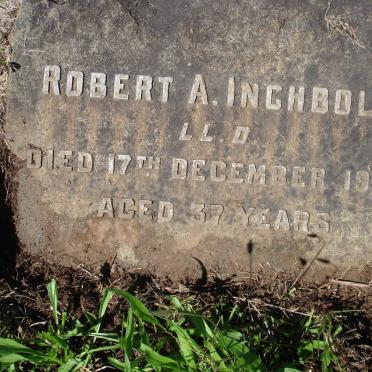 ROBERT A. INCHBOL
LL.D
DIED 17TH DECEMBER 19
AGED 37 YEARS